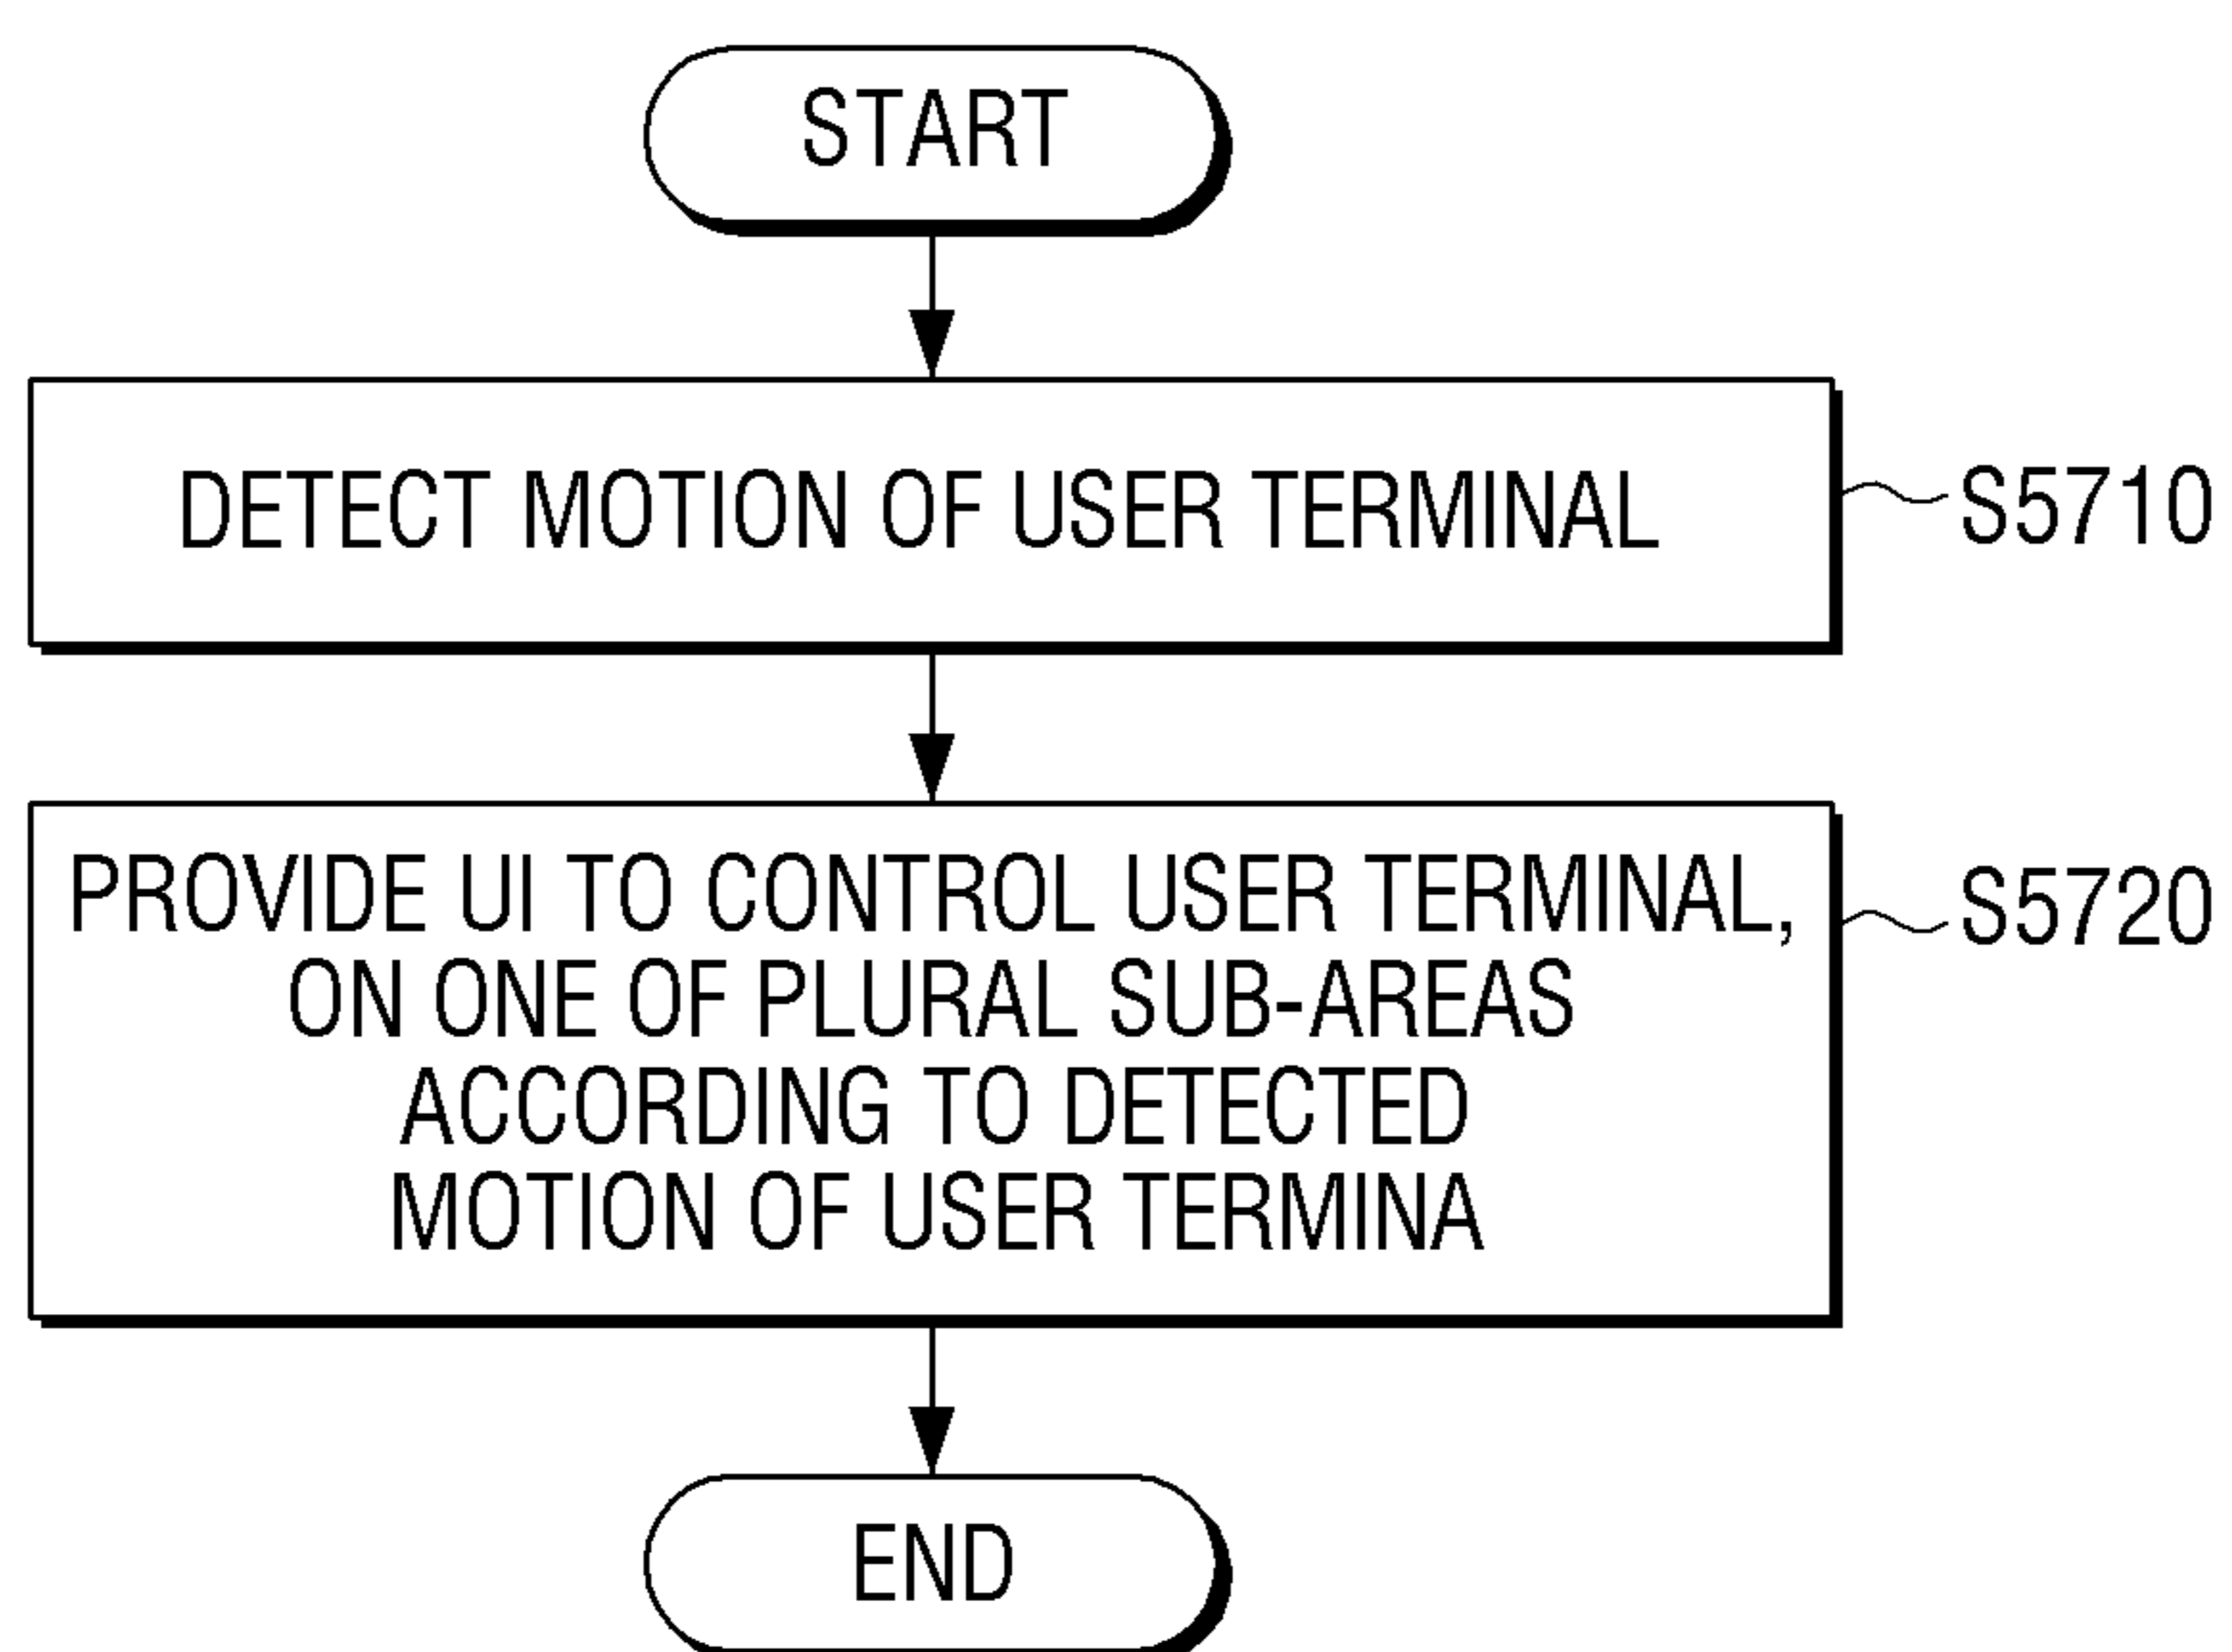 START
DETECT MOTION OF USER TERMINAL
S5710
PROVIDE UI TO CONTROL USER TERMINAL,
ON ONE OF PLURAL SUB-AREAS
ACCORDING TO DETECTED
MOTION OF USER TERMINA
S5720
END